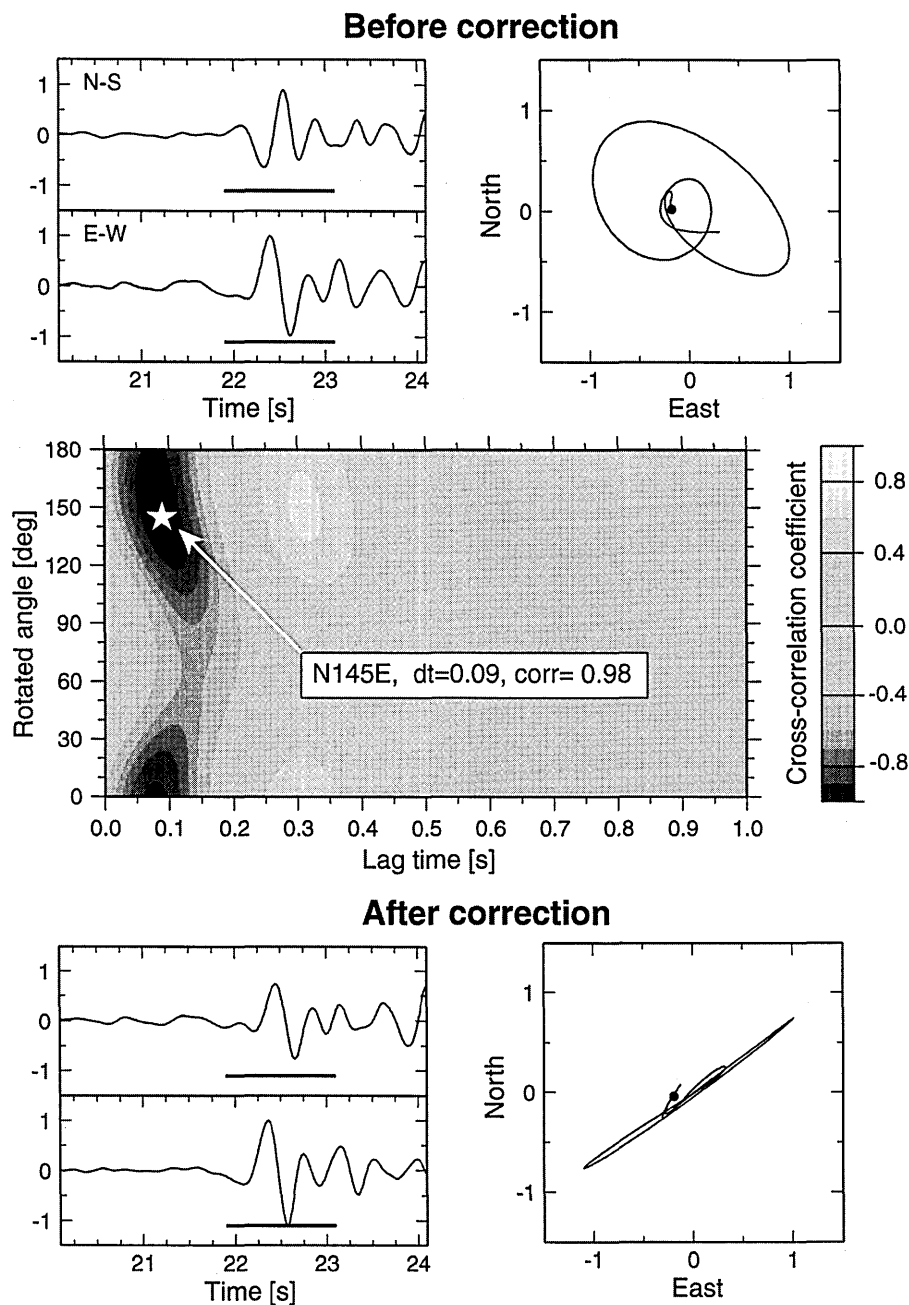 Before correction
N-S
1
0
-1
E-W
1
0
-1
21 22 23 24
Time [s]
North
1
0
-1
-1 0 1
East
Rotated angle [deg]
180
150
120
90
60
30
0
N145E, dt=0.09, corr= 0.98
0.0 0.1 0.2 0.3 0.4 0.5 0.6 0.7 0.8 0.9 1.0
Lag time [s]
Cross-correlation coefficient
0.8
0.4
0.0
-0.4
-0.8
After correction
1
0
-1
1
0
-1
21 22 23 24
Time [s]
North
1
0
-1
-1 0 1
East